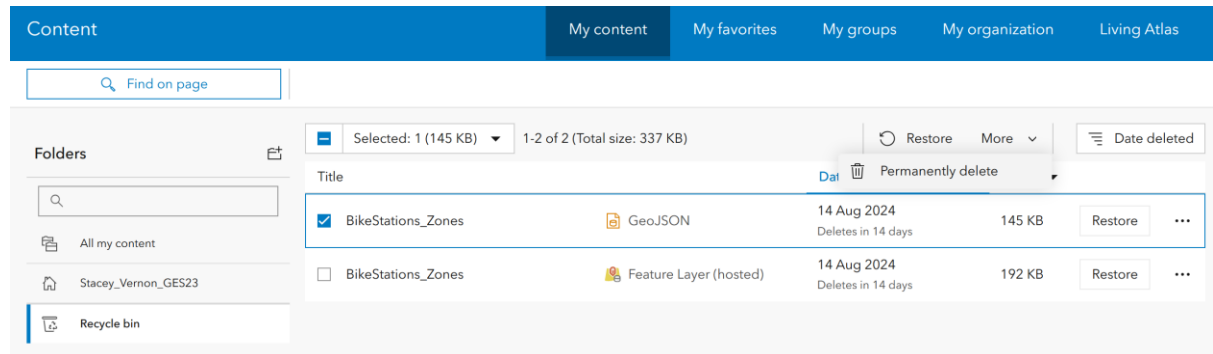 Content
My content
My favorites
My groups
My organization
Living Atlas
Find on page
Folders
All my content
Stacey_Vernon_GES23
Recycle bin
Selected: 1 (145 KB)
1-2 of 2 (Total size: 337 KB)
Restore
More
Date deleted
Permanently delete
Title
BikeStations_Zones
GeoJSON
14 Aug 2024
Deletes in 14 days
145 KB
Restore
BikeStations_Zones
Feature Layer (hosted)
14 Aug 2024
Deletes in 14 days
192 KB
Restore